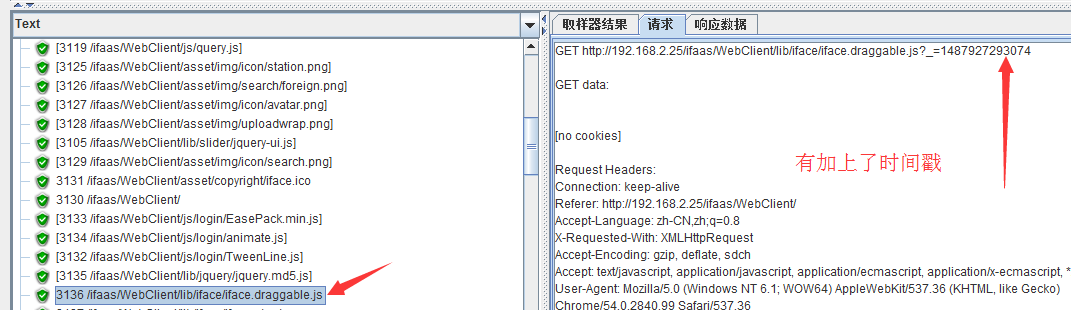 Text
[3119 /ifaas/WebClient/js/query.js]
[3125 /ifaas/WebClient/asset/img/icon/station.png]
[3126 /ifaas/WebClient/asset/img/search/foreign.png]
[3127 /ifaas/WebClient/asset/img/icon/avatar.png]
[3128 /ifaas/WebClient/asset/img/uploadwrap.png]
[3105 /ifaas/WebClient/lib/slider/jquery-ui.js]
[3129 /ifaas/WebClient/asset/img/icon/search.png]
3131 /ifaas/WebClient/asset/copyright/iface.ico
3130 /ifaas/WebClient/
[3133 /ifaas/WebClient/js/login/EasePack.min.js]
[3134 /ifaas/WebClient/js/login/animate.js]
[3132 /ifaas/WebClient/js/login/TweenLine.js]
[3135 /ifaas/WebClient/lib/jquery/jquery.md5.js]
3136 /ifaas/WebClient/lib/iface/iface.draggable.js
取样器结果 请求 响应数据
GET http://192.168.2.25/ifaas/WebClient/lib/iface/iface.draggable.js?_=1487927293074
GET data:
[no cookies]
有加上了时间戳
Request Headers:
Connection: keep-alive
Referer: http://192.168.2.25/ifaas/WebClient/
Accept-Language: zh-CN,zh;q=0.8
X-Requested-With: XMLHttpRequest
Accept-Encoding: gzip, deflate, sdch
Accept: text/javascript, application/javascript, application/ecmascript, application/x-ecmascript, *
User-Agent: Mozilla/5.0 (Windows NT 6.1; WOW64) AppleWebKit/537.36 (KHTML, like Gecko)
Chrome/54.0.2840.99 Safari/537.36